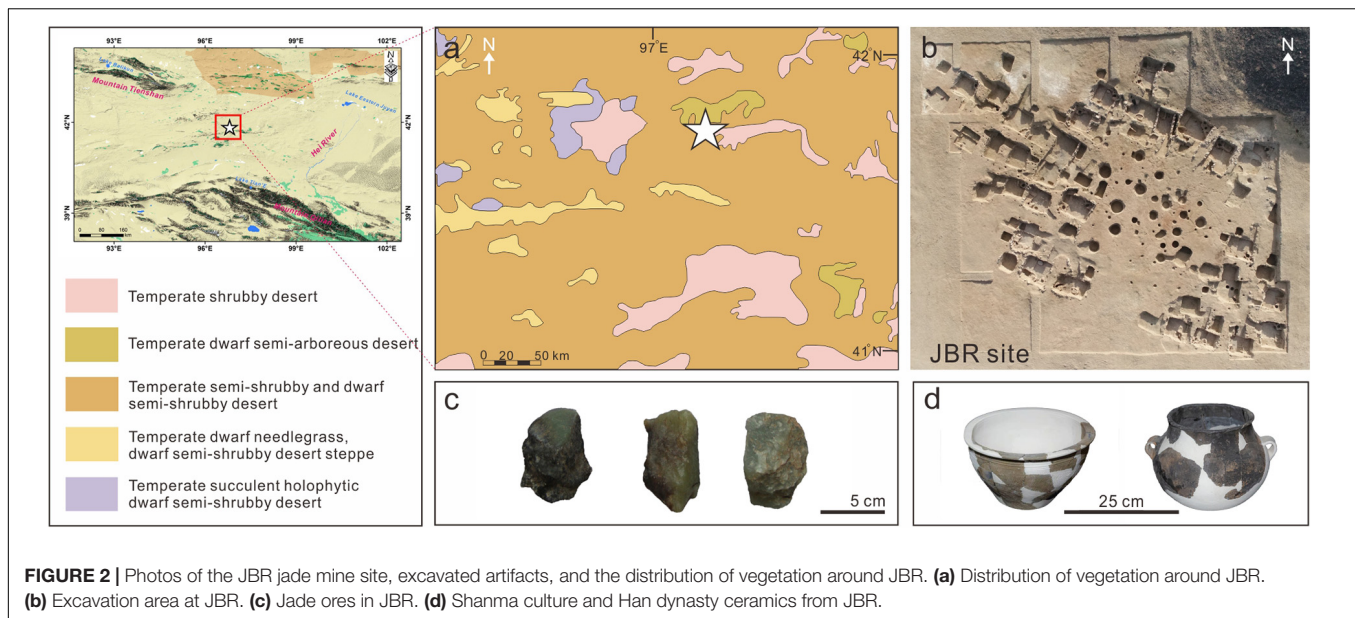 93°E
96°E
99°E
102°E
N
Mountain Tienshan
42°N
42°N
Hei River
39°N
39°N
0 80 160
km
93°E
96°E
99°E
102°E
Temperate shrubby desert
Temperate dwarf semi-arboreous desert
Temperate semi-shrubby and dwarf
semi-shrubby desert
Temperate dwarf needlegrass,
dwarf semi-shrubby desert steppe
Temperate succulent holophytic
dwarf semi-shrubby desert
a
N
97°E
42°N
0 20 50 km
41°N
b
N
JBR site
c
5 cm
d
25 cm
FIGURE 2 | Photos of the JBR jade mine site, excavated artifacts, and the distribution of vegetation around JBR. (a) Distribution of vegetation around JBR.
(b) Excavation area at JBR. (c) Jade ores in JBR. (d) Shanma culture and Han dynasty ceramics from JBR.